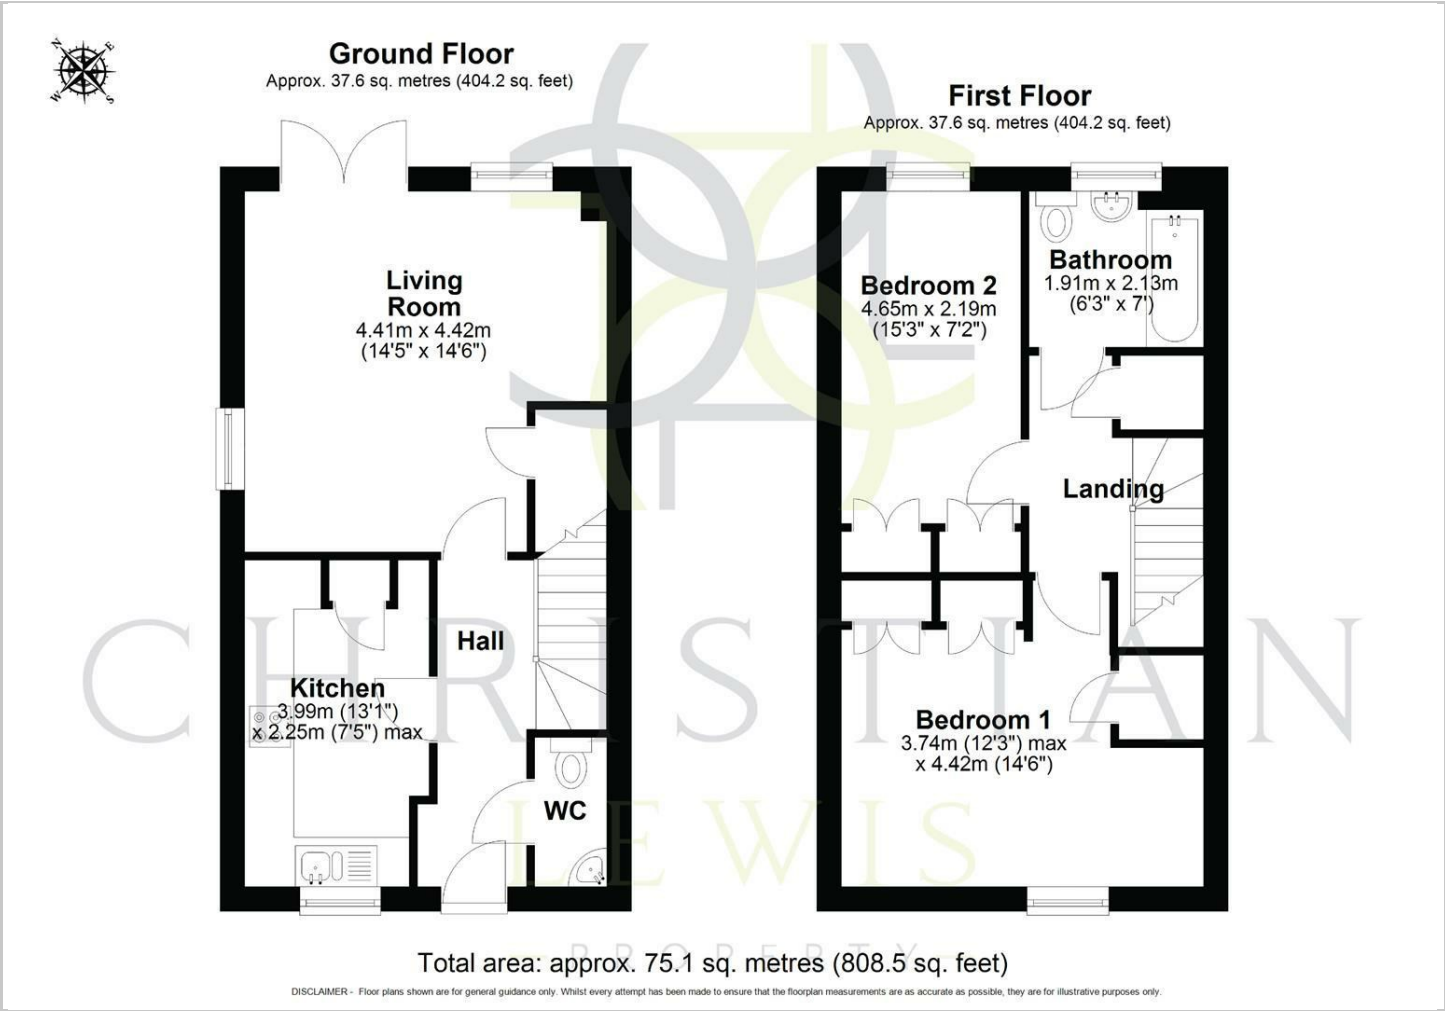 N
E
W
S
Ground Floor
Approx. 37.6 sq. metres (404.2 sq. feet)
Living
Room
4.41m x 4.42m
(14'5" x 14'6")
Hall
Kitchen
3.99m (13'1")
x 2.25m (7'5") max
WC
First Floor
Approx. 37.6 sq. metres (404.2 sq. feet)
Bedroom 2
4.65m x 2.19m
(15'3" x 7'2")
Bathroom
1.91m x 2.13m
(6'3" x 7')
Landing
Bedroom 1
3.74m (12'3") max
x 4.42m (14'6")
CHRISTIAN
LEWIS
PROPERTY
Total area: approx. 75.1 sq. metres (808.5 sq. feet)
DISCLAIMER - Floor plans shown are for general guidance only. Whilst every attempt has been made to ensure that the floorplan measurements are as accurate as possible, they are for illustrative purposes only.